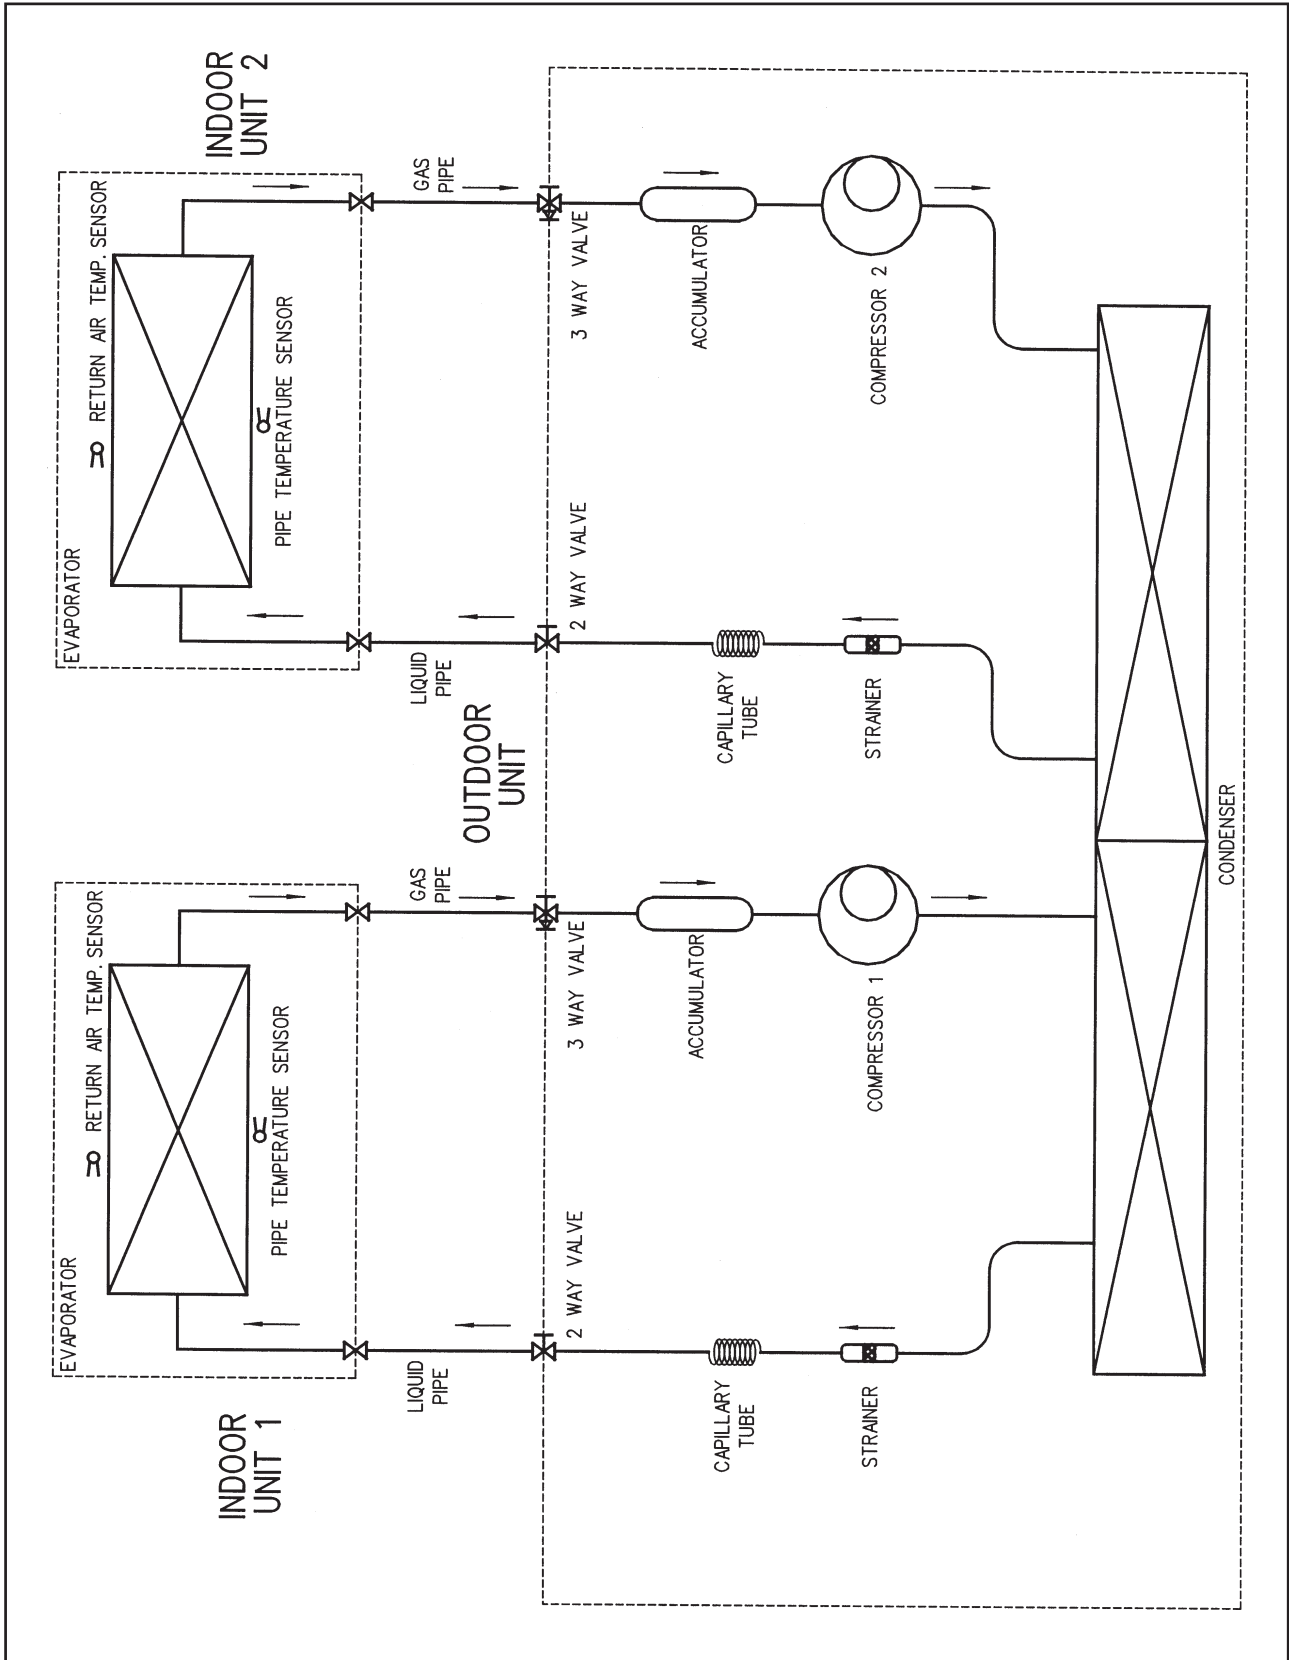 INDOOR
UNIT 1
EVAPORATOR
RETURN AIR TEMP. SENSOR
PIPE TEMPERATURE SENSOR
LIQUID
PIPE
GAS
PIPE
2 WAY VALVE
3 WAY VALVE
CAPILLARY
TUBE
ACCUMULATOR
STRAINER
COMPRESSOR 1
OUTDOOR
UNIT
INDOOR
UNIT 2
EVAPORATOR
RETURN AIR TEMP. SENSOR
PIPE TEMPERATURE SENSOR
LIQUID
PIPE
GAS
PIPE
2 WAY VALVE
3 WAY VALVE
CAPILLARY
TUBE
ACCUMULATOR
STRAINER
COMPRESSOR 2
CONDENSER